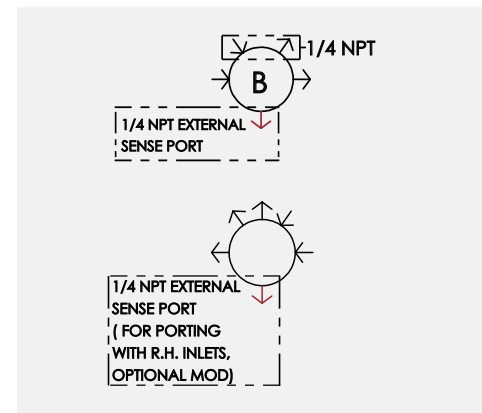 1/4 NPT
B
1/4 NPT EXTERNAL
SENSE PORT
1/4 NPT EXTERNAL
SENSE PORT
( FOR PORTING
WITH R.H. INLETS,
OPTIONAL MOD)